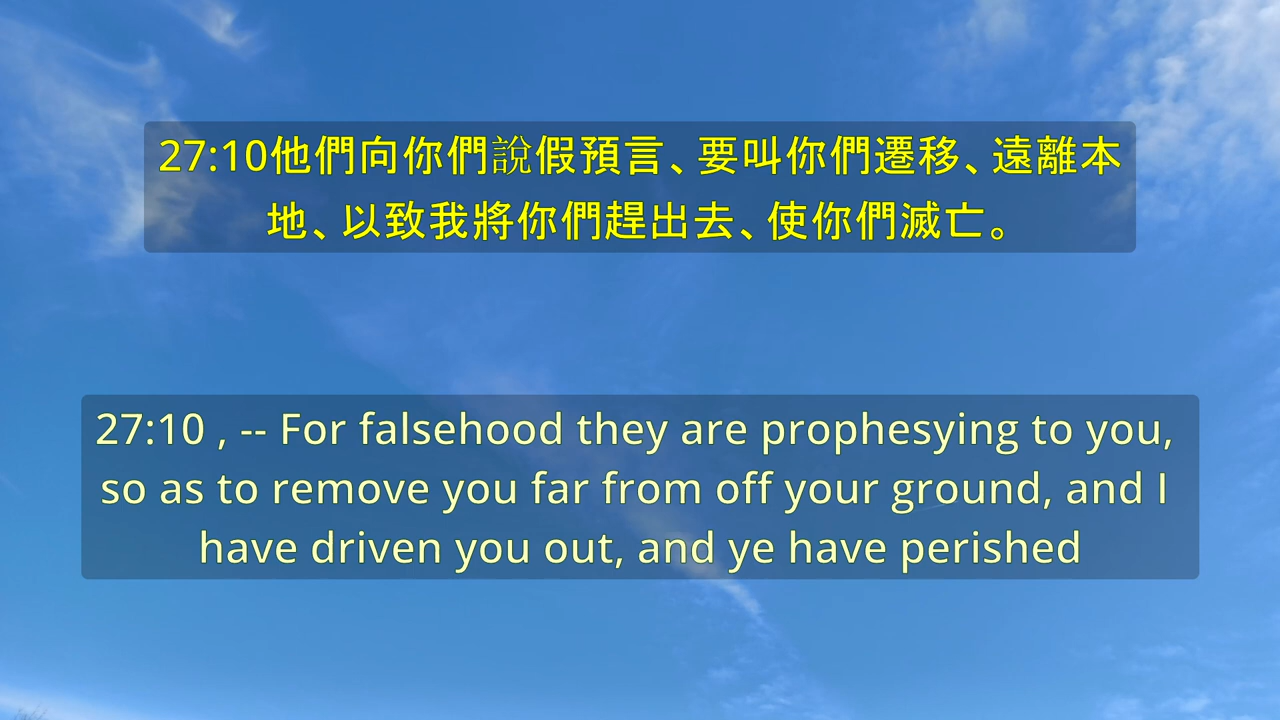 27:10他們向你們說假預言、要叫你們遷移、遠離本
地、以致我將你們趕出去、使你們滅亡。
27:10 , -- For falsehood they are prophesying to you,
so as to remove you far from off your ground, and I
have driven you out, and ye have perished